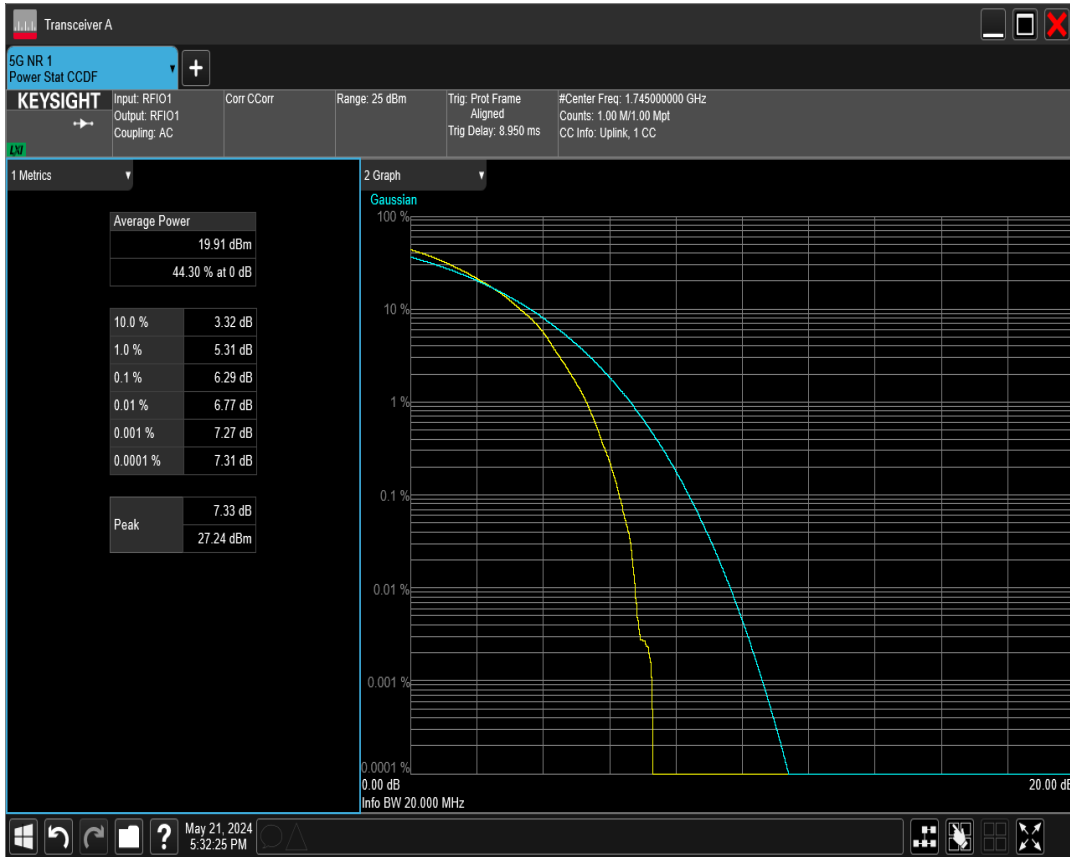 Transceiver A
5G NR 1
Power Stat CCDF
+
KEYSIGHT
LXI
Input: RFIO1
Output: RFIO1
Coupling: AC
Corr CCorr
Range: 25 dBm
Trig: Prot Frame
Aligned
Trig Delay: 8.950 ms
#Center Freq: 1.745000000 GHz
Counts: 1.00 M/1.00 Mpt
CC Info: Uplink, 1 CC
1 Metrics
Average Power
19.91 dBm
44.30 % at 0 dB
10.0 % 3.32 dB
1.0 % 5.31 dB
0.1 % 6.29 dB
0.01 % 6.77 dB
0.001 % 7.27 dB
0.0001 % 7.31 dB
Peak
7.33 dB
27.24 dBm
2 Graph
Gaussian
100 %
10 %
1 %
0.1 %
0.01 %
0.001 %
0.0001 %
0.00 dB 20.00 dB
Info BW 20.000 MHz
?
May 21, 2024
5:32:25 PM